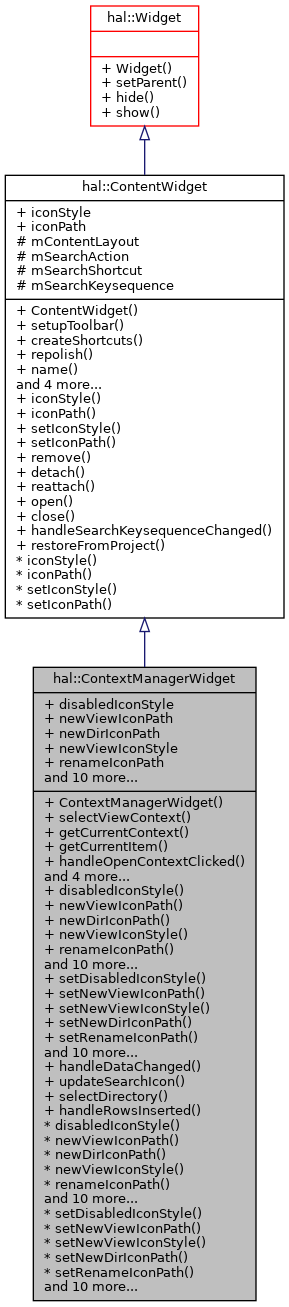 hal::Widget
+ Widget()
+ setParent()
+ hide()
+ show()
hal::ContentWidget
+ iconStyle
+ iconPath
# mContentLayout
# mSearchAction
# mSearchShortcut
# mSearchKeysequence
+ ContentWidget()
+ setupToolbar()
+ createShortcuts()
+ repolish()
+ name()
and 4 more...
+ iconStyle()
+ iconPath()
+ setIconStyle()
+ setIconPath()
+ remove()
+ detach()
+ reattach()
+ open()
+ close()
+ handleSearchKeysequenceChanged()
+ restoreFromProject()
* iconStyle()
* iconPath()
* setIconStyle()
* setIconPath()
hal::ContextManagerWidget
+ disabledIconStyle
+ newViewIconPath
+ newDirIconPath
+ newViewIconStyle
+ renameIconPath
and 10 more...
+ ContextManagerWidget()
+ selectViewContext()
+ getCurrentContext()
+ getCurrentItem()
+ handleOpenContextClicked()
and 4 more...
+ disabledIconStyle()
+ newViewIconPath()
+ newDirIconPath()
+ newViewIconStyle()
+ renameIconPath()
and 10 more...
+ setDisabledIconStyle()
+ setNewViewIconPath()
+ setNewViewIconStyle()
+ setNewDirIconPath()
+ setRenameIconPath()
and 10 more...
+ handleDataChanged()
+ updateSearchIcon()
+ selectDirectory()
+ handleRowsInserted()
* disabledIconStyle()
* newViewIconPath()
* newDirIconPath()
* newViewIconStyle()
* renameIconPath()
and 10 more...
* setDisabledIconStyle()
* setNewViewIconPath()
* setNewViewIconStyle()
* setNewDirIconPath()
* setRenameIconPath()
and 10 more...